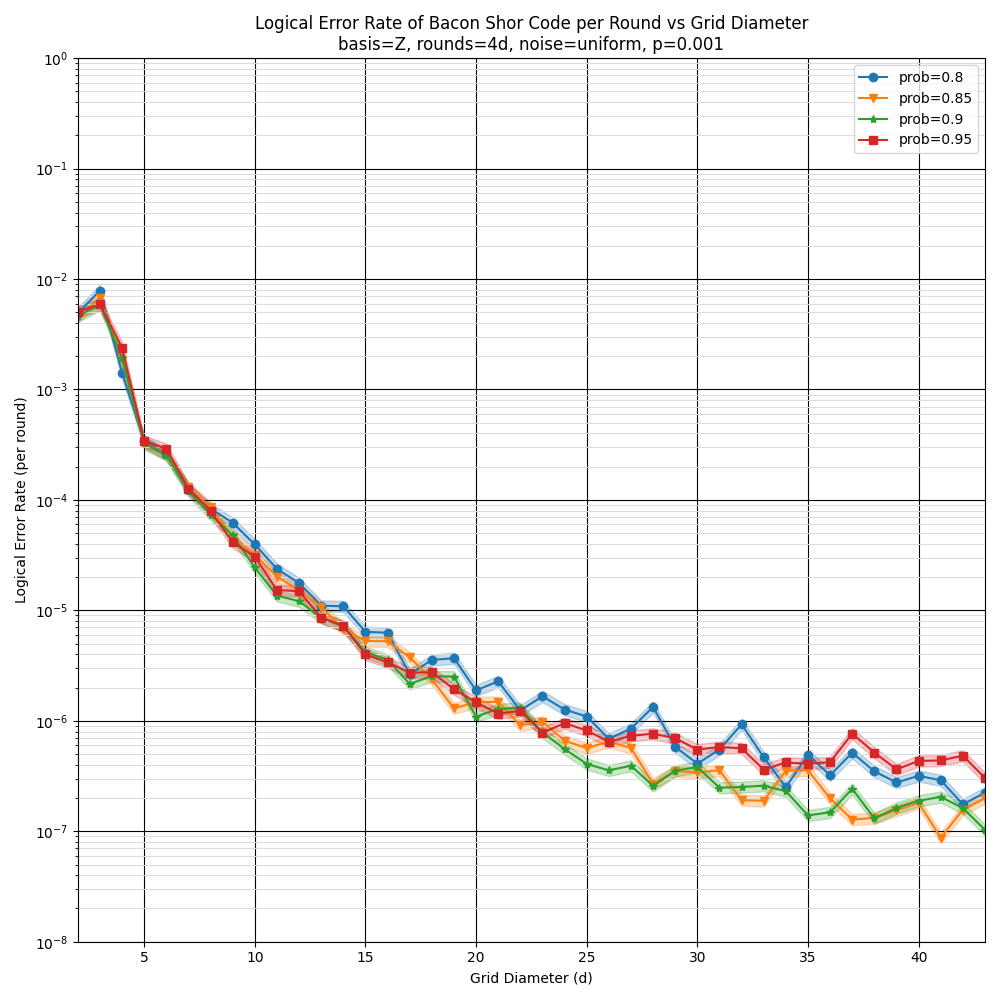 Logical Error Rate of Bacon Shor Code per Round vs Grid Diameter
basis=Z, rounds=4d, noise=uniform, p=0.001
prob=0.8
prob=0.85
prob=0.9
prob=0.95
Logical Error Rate (per round)
10⁰
10⁻¹
10⁻²
10⁻³
10⁻⁴
10⁻⁵
10⁻⁶
10⁻⁷
10⁻⁸
5 10 15 20 25 30 35 40
Grid Diameter (d)